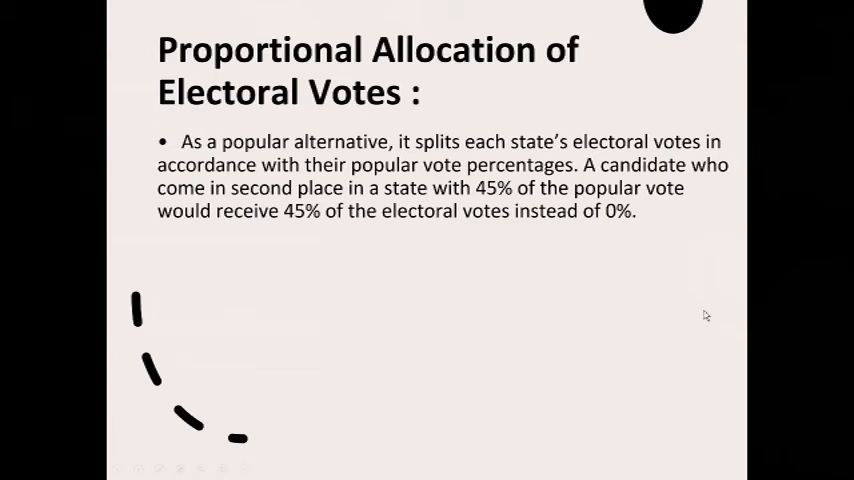 Proportional Allocation of
Electoral Votes :
• As a popular alternative, it splits each state's electoral votes in
accordance with their popular vote percentages. A candidate who
come in second place in a state with 45% of the popular vote
would receive 45% of the electoral votes instead of 0%.